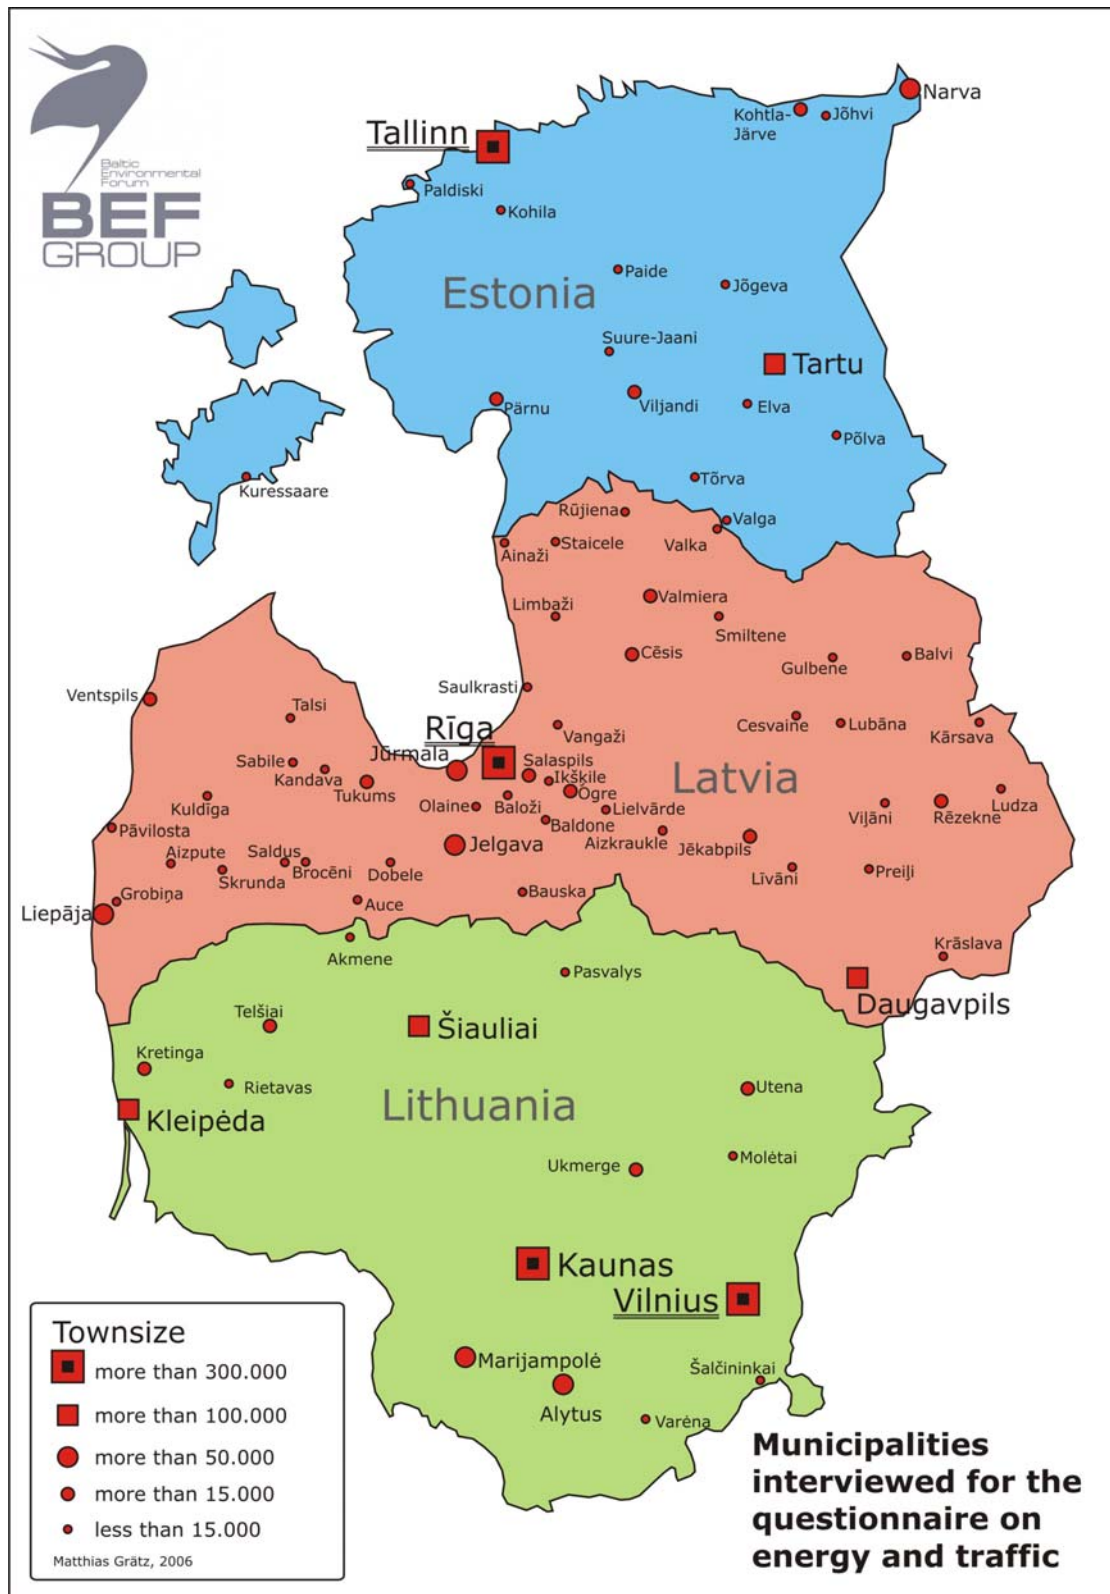 Narva
Kohtla-
Järve
Jõhvi
Tallinn
Baltic
Environmental
Forum
BEF
GROUP
Paldiski
Kohila
Paide
Estonia
Jõgeva
Suure-Jaani
Tartu
Pärnu
Viljandi
Elva
Põlva
Kuressaare
Tõrva
Rūjiena
Valga
Ainaži
Staicele
Valka
Limbaži
Valmiera
Smiltene
Cēsis
Gulbene
Balvi
Saulkrasti
Ventspils
Talsi
Rīga
Vangaži
Cesvaine
Lubāna
Kārsava
Jūrmala
Salaspils
Sabile
Kandava
Ikšķile
Latvia
Tukums
Ogre
Kuldīga
Olaine
Baloži
Lielvārde
Viļāni
Rēzekne
Ludza
Pāvilosta
Baldone
Aizkraukle
Jelgava
Jēkabpils
Aizpute
Saldus
Skrunda
Brocēni
Dobele
Līvāni
Preiļi
Grobiņa
Auce
Bauska
Liepāja
Akmene
Krāslava
Pasvalys
Daugavpils
Telšiai
Šiauliai
Kretinga
Rietavas
Utena
Lithuania
Kleipėda
Ukmerge
Molėtai
Kaunas
Vilnius
Marijampolė
Šalčininkai
Alytus
Varėna
Townsize
more than 300.000
more than 100.000
more than 50.000
more than 15.000
less than 15.000
Matthias Grätz, 2006
Municipalities
interviewed for the
questionnaire on
energy and traffic